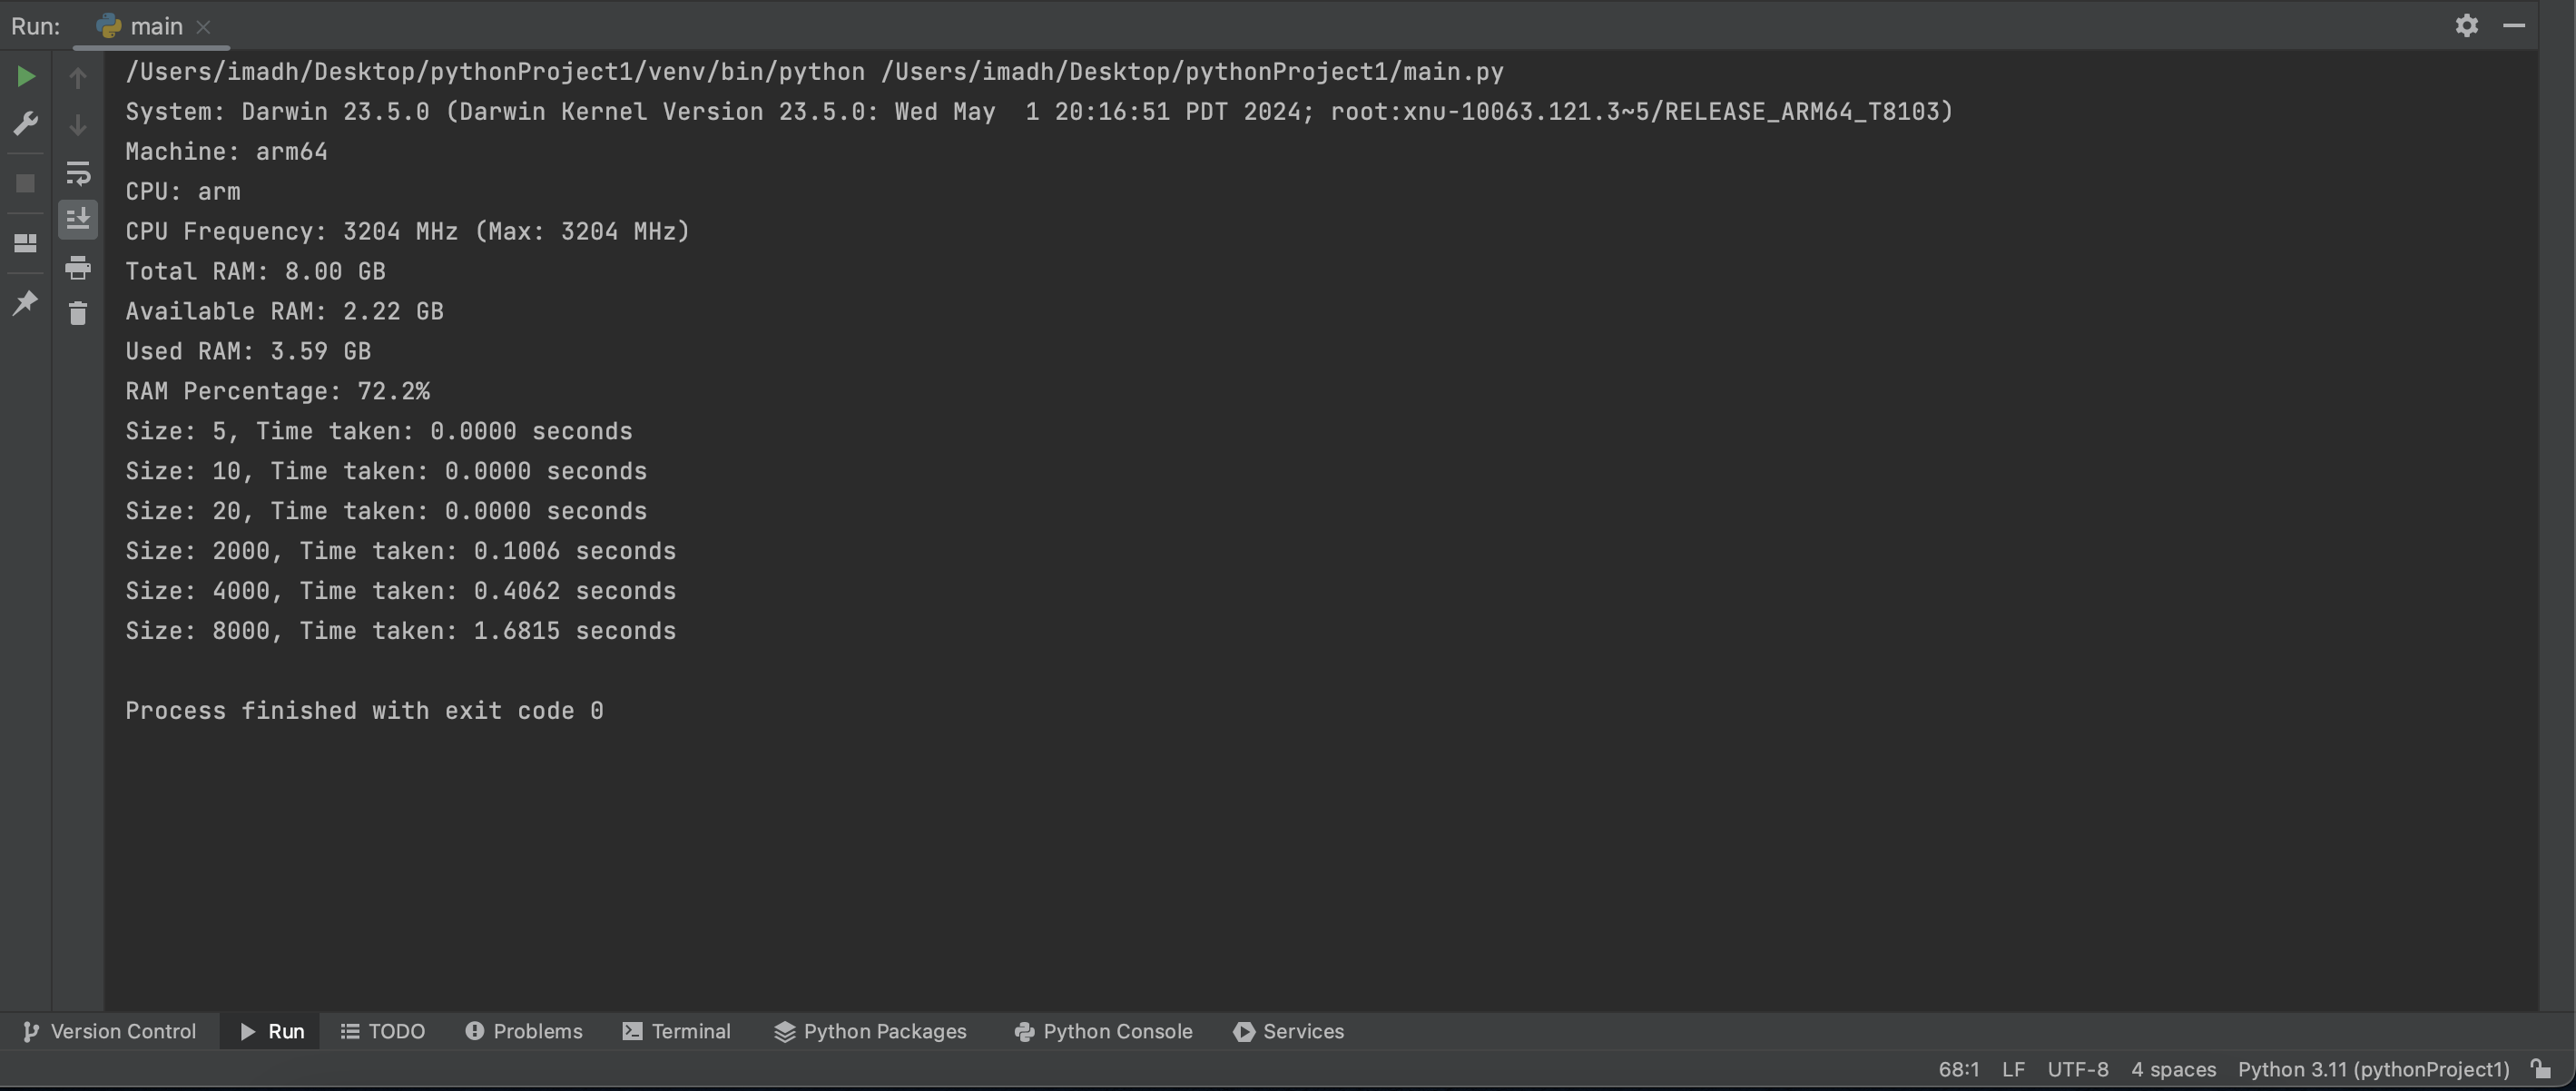 Run: main
/Users/imadh/Desktop/pythonProject1/venv/bin/python /Users/imadh/Desktop/pythonProject1/main.py
System: Darwin 23.5.0 (Darwin Kernel Version 23.5.0: Wed May  1 20:16:51 PDT 2024; root:xnu-10063.121.3~5/RELEASE_ARM64_T8103)
Machine: arm64
CPU: arm
CPU Frequency: 3204 MHz (Max: 3204 MHz)
Total RAM: 8.00 GB
Available RAM: 2.22 GB
Used RAM: 3.59 GB
RAM Percentage: 72.2%
Size: 5, Time taken: 0.0000 seconds
Size: 10, Time taken: 0.0000 seconds
Size: 20, Time taken: 0.0000 seconds
Size: 2000, Time taken: 0.1006 seconds
Size: 4000, Time taken: 0.4062 seconds
Size: 8000, Time taken: 1.6815 seconds
Process finished with exit code 0
Version Control Run TODO Problems Terminal Python Packages Python Console Services
68:1 LF UTF-8 4 spaces Python 3.11 (pythonProject1)